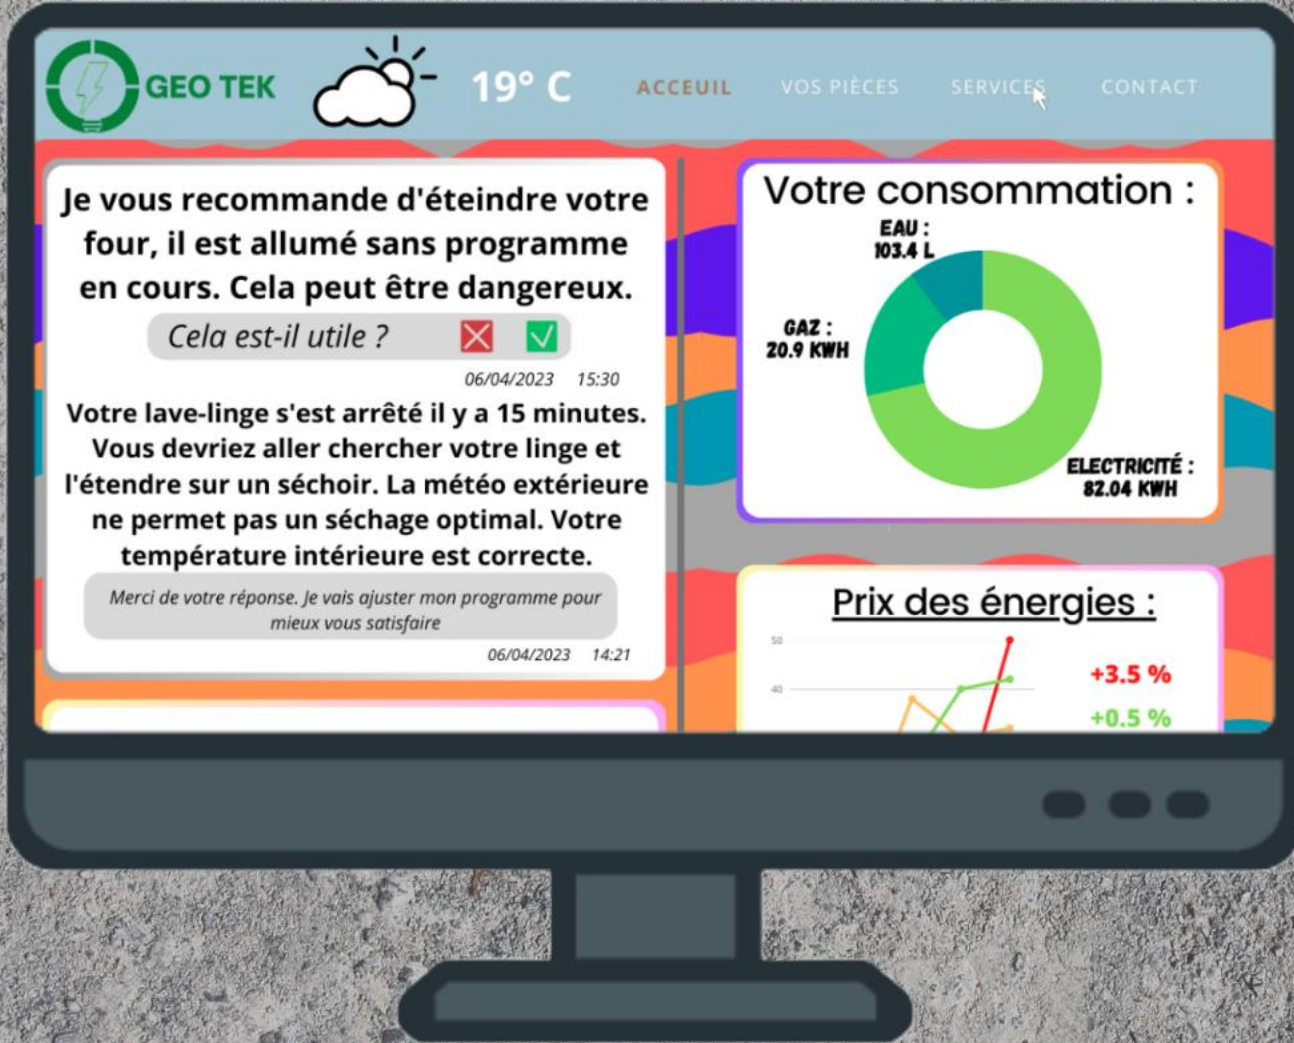 GEO TEK
19° C
ACCEUIL
VOS PIÈCES
SERVICES
CONTACT
Je vous recommande d'éteindre votre
four, il est allumé sans programme
en cours. Cela peut être dangereux.
Cela est-il utile ?
06/04/2023 15:30
Votre lave-linge s'est arrêté il y a 15 minutes.
Vous devriez aller chercher votre linge et
l'étendre sur un séchoir. La météo extérieure
ne permet pas un séchage optimal. Votre
température intérieure est correcte.
Merci de votre réponse. Je vais ajuster mon programme pour
mieux vous satisfaire
06/04/2023 14:21
Votre consommation :
EAU :
103.4 L
GAZ :
20.9 KWH
ELECTRICITÉ :
82.04 KWH
Prix des énergies :
50
40
+3.5 %
+0.5 %